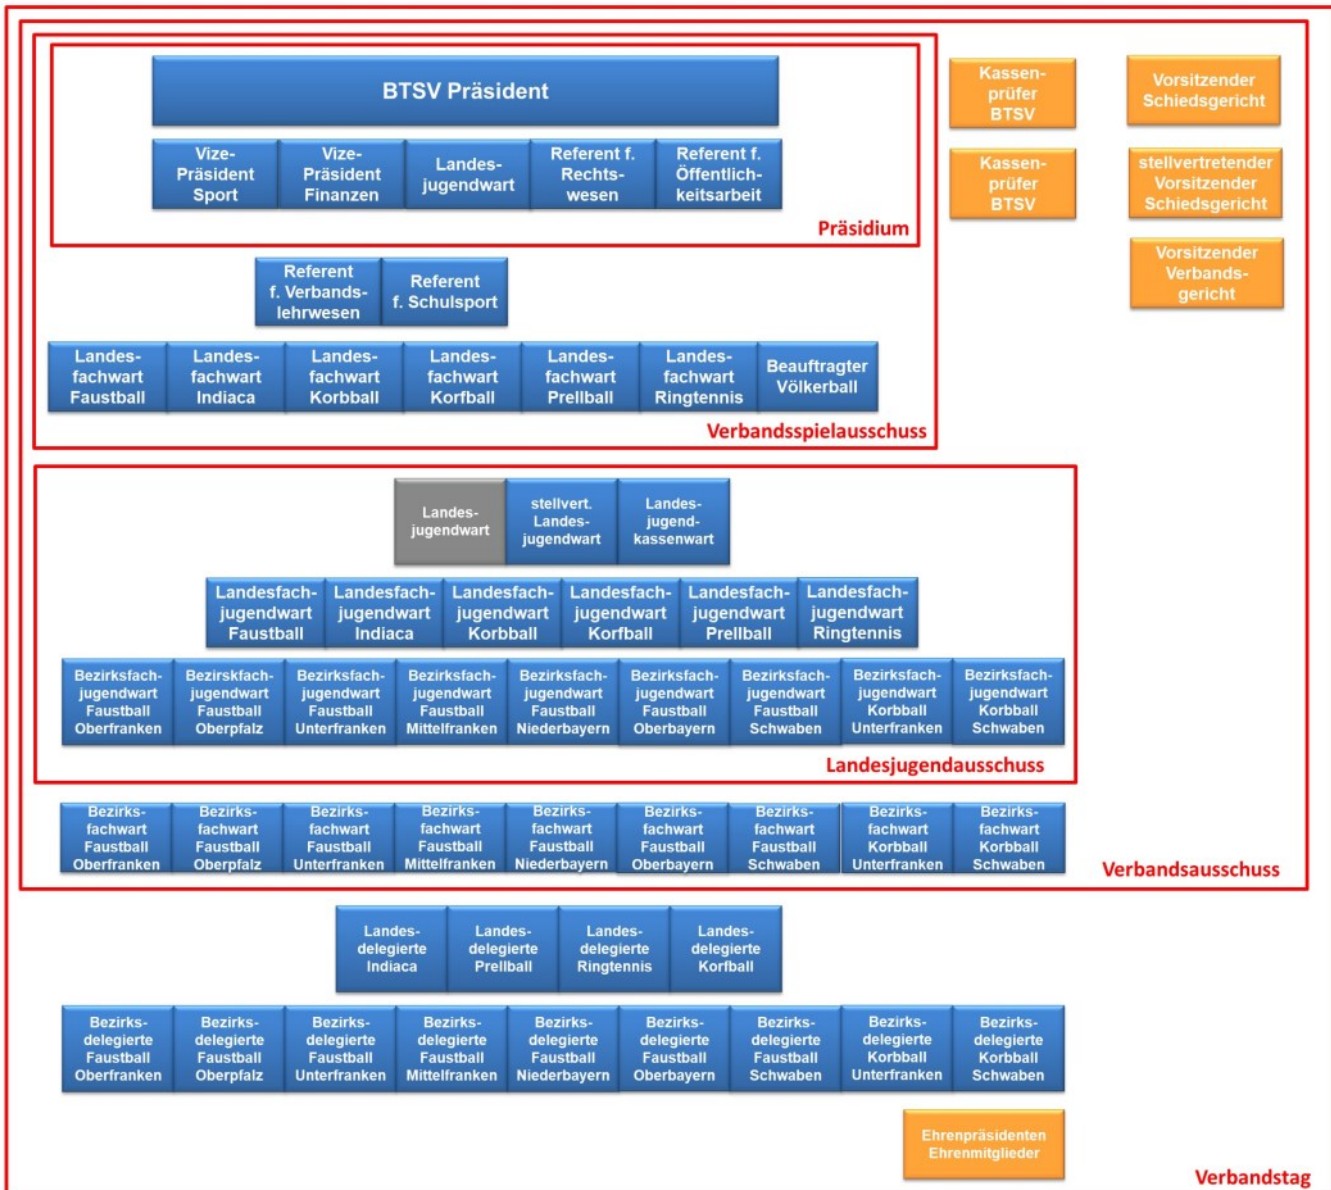 BTSV Präsident
Vize-
Präsident
Sport
Vize-
Präsident
Finanzen
Landes-
jugendwart
Referent f.
Rechts-
wesen
Referent f.
Öffentlich-
keitsarbeit
Präsidium
Kassen-
prüfer
BTSV
Vorsitzender
Schiedsgericht
Kassen-
prüfer
BTSV
stellvertretender
Vorsitzender
Schiedsgericht
Vorsitzender
Verbands-
gericht
Referent
f. Verbands-
lehrwesen
Referent
f. Schulsport
Landes-
fachwart
Faustball
Landes-
fachwart
Indiaca
Landes-
fachwart
Korbball
Landes-
fachwart
Korfball
Landes-
fachwart
Prellball
Landes-
fachwart
Ringtennis
Beauftragter
Völkerball
Verbandsspielausschuss
Landes-
jugendwart
stellvert.
Landes-
jugendwart
Landes-
jugend-
kassenwart
Landesfach-
jugendwart
Faustball
Landesfach-
jugendwart
Indiaca
Landesfach-
jugendwart
Korbball
Landesfach-
jugendwart
Korfball
Landesfach-
jugendwart
Prellball
Landesfach-
jugendwart
Ringtennis
Bezirksfach-
jugendwart
Faustball
Oberfranken
Bezirskfach-
jugendwart
Faustball
Oberpfalz
Bezirksfach-
jugendwart
Faustball
Unterfranken
Bezirksfach-
jugendwart
Faustball
Mittelfranken
Bezirksfach-
jugendwart
Faustball
Niederbayern
Bezirksfach-
jugendwart
Faustball
Oberbayern
Bezirksfach-
jugendwart
Faustball
Schwaben
Bezirksfach-
jugendwart
Korbball
Unterfranken
Bezirksfach-
jugendwart
Korbball
Schwaben
Landesjugendausschuss
Bezirks-
fachwart
Faustball
Oberfranken
Bezirks-
fachwart
Faustball
Oberpfalz
Bezirks-
fachwart
Faustball
Unterfranken
Bezirks-
fachwart
Faustball
Mittelfranken
Bezirks-
fachwart
Faustball
Niederbayern
Bezirks-
fachwart
Faustball
Oberbayern
Bezirks-
fachwart
Faustball
Schwaben
Bezirks-
fachwart
Korbball
Unterfranken
Bezirks-
fachwart
Korbball
Schwaben
Verbandsausschuss
Landes-
delegierte
Indiaca
Landes-
delegierte
Prellball
Landes-
delegierte
Ringtennis
Landes-
delegierte
Korfball
Bezirks-
delegierte
Faustball
Oberfranken
Bezirks-
delegierte
Faustball
Oberpfalz
Bezirks-
delegierte
Faustball
Unterfranken
Bezirks-
delegierte
Faustball
Mittelfranken
Bezirks-
delegierte
Faustball
Niederbayern
Bezirks-
delegierte
Faustball
Oberbayern
Bezirks-
delegierte
Faustball
Schwaben
Bezirks-
delegierte
Korbball
Unterfranken
Bezirks-
delegierte
Korbball
Schwaben
Ehrenpräsidenten
Ehrenmitglieder
Verbandstag